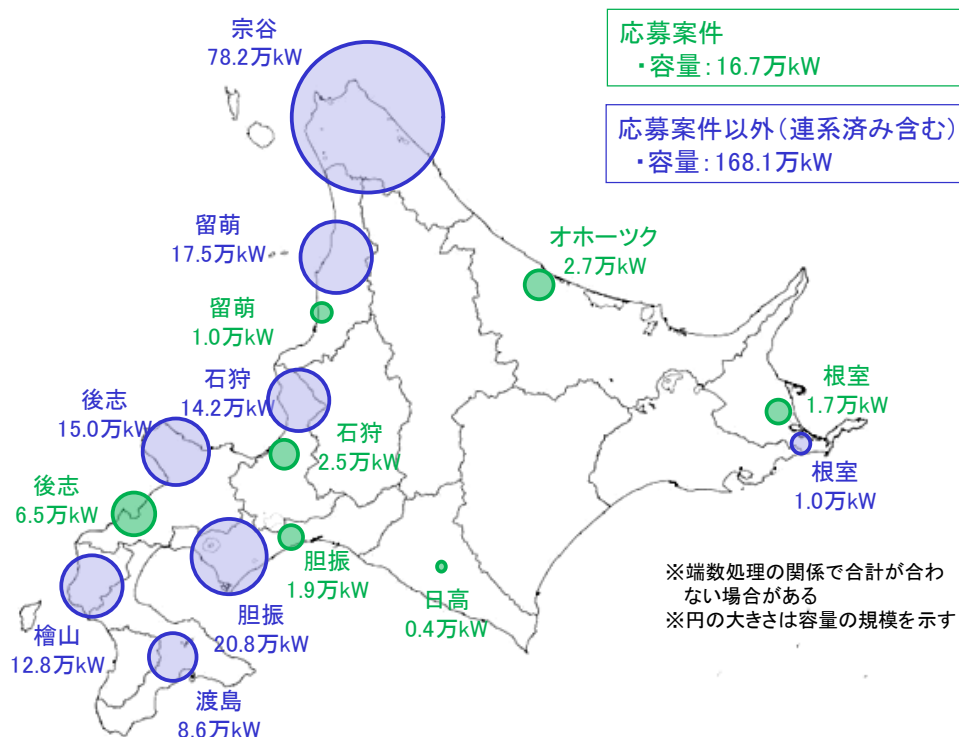 宗谷
78.2万kW
応募案件
・容量：16.7万kW
応募案件以外（連系済み含む）
・容量：168.1万kW
留萌
17.5万kW
オホーツク
2.7万kW
留萌
1.0万kW
石狩
14.2万kW
後志
15.0万kW
石狩
2.5万kW
根室
1.7万kW
根室
1.0万kW
後志
6.5万kW
胆振
1.9万kW
日高
0.4万kW
胆振
20.8万kW
檜山
12.8万kW
渡島
8.6万kW
※端数処理の関係で合計が合わ
ない場合がある
※円の大きさは容量の規模を示す